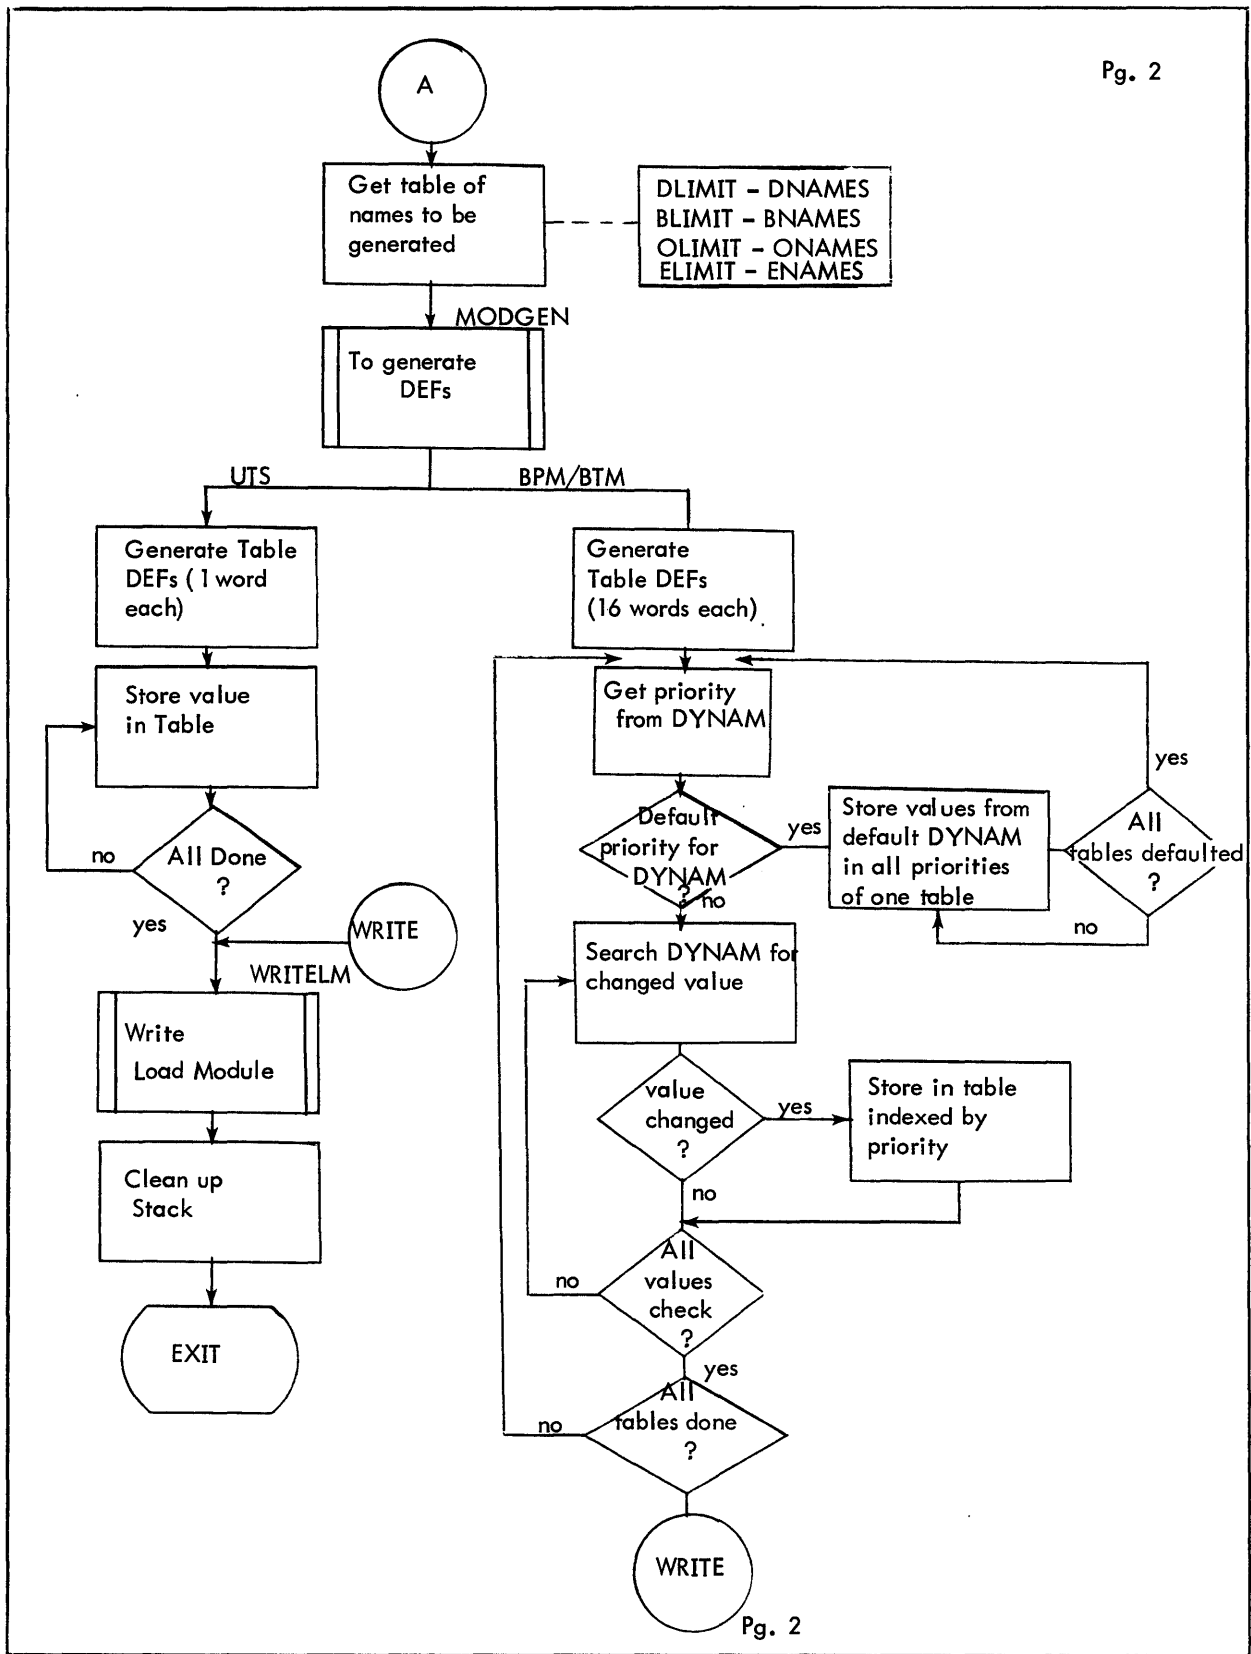 Pg. 2
A
Get table of
names to be
generated
DLIMIT - DNAMES
BLIMIT - BNAMES
OLIMIT - ONAMES
ELIMIT - ENAMES
MODGEN
To generate
DEFs
UTS
BPM/BTM
Generate Table
DEFs (1 word
each)
Store value
in Table
no
All Done
?
yes
WRITE
WRITELM
Write
Load Module
Clean up
Stack
EXIT
Generate
Table DEFs
(16 words each)
Get priority
from DYNAM
Default
priority for
DYNAM
?
yes
no
Store values from
default DYNAM
in all priorities
of one table
yes
All
tables defaulted
?
no
Search DYNAM for
changed value
value
changed
?
yes
Store in table
indexed by
priority
no
All
values
check
?
no
yes
All
tables done
?
no
WRITE
Pg. 2